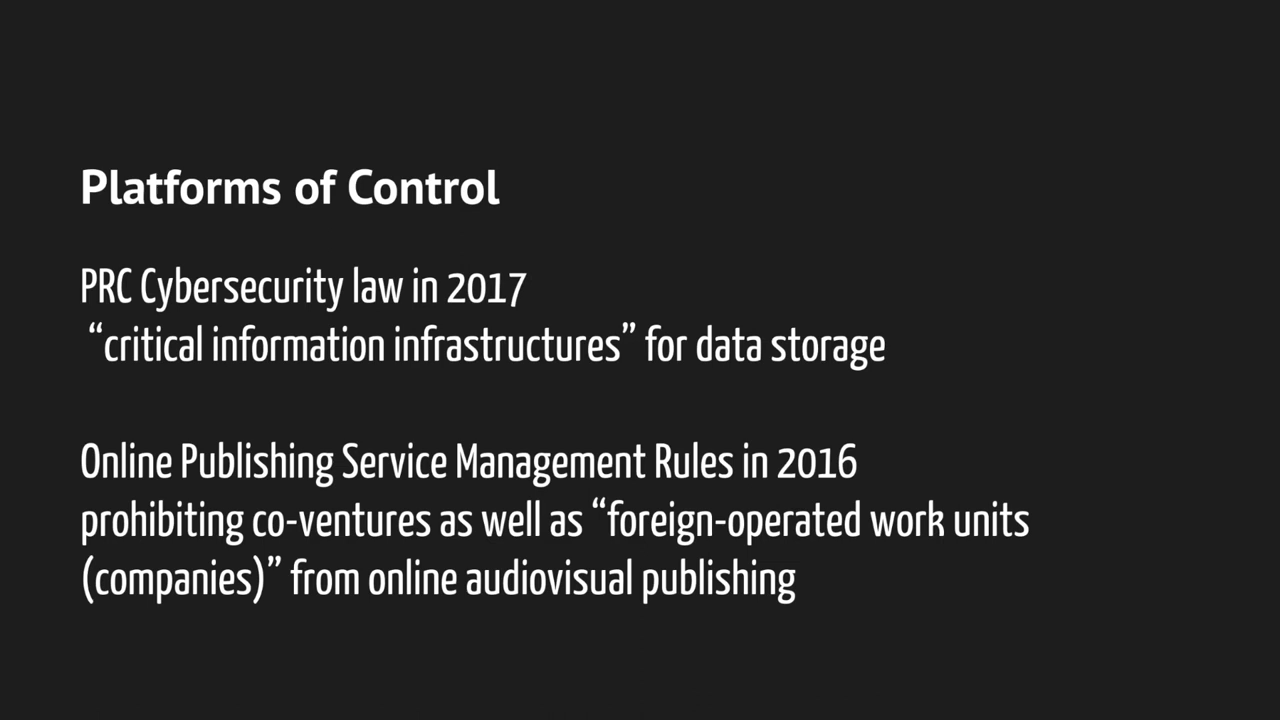 Platforms of Control
PRC Cybersecurity law in 2017
“critical information infrastructures” for data storage
Online Publishing Service Management Rules in 2016
prohibiting co-ventures as well as “foreign-operated work units
(companies)” from online audiovisual publishing